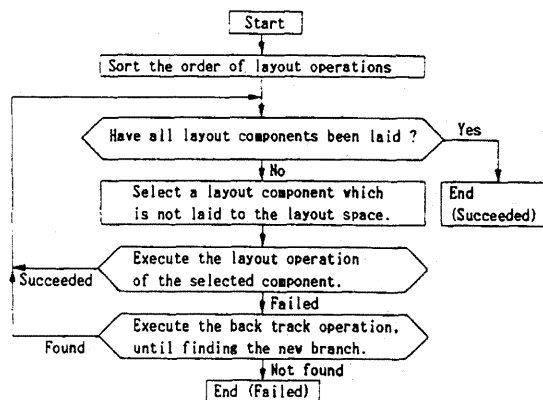 Start
Sort the order of layout operations
Have all layout components been laid ?
Yes
No
Select a layout component which
is not laid to the layout space.
End
(Succeeded)
Execute the layout operation
of the selected component.
Succeeded
Failed
Execute the back track operation,
until finding the new branch.
Found
Not found
End (Failed)